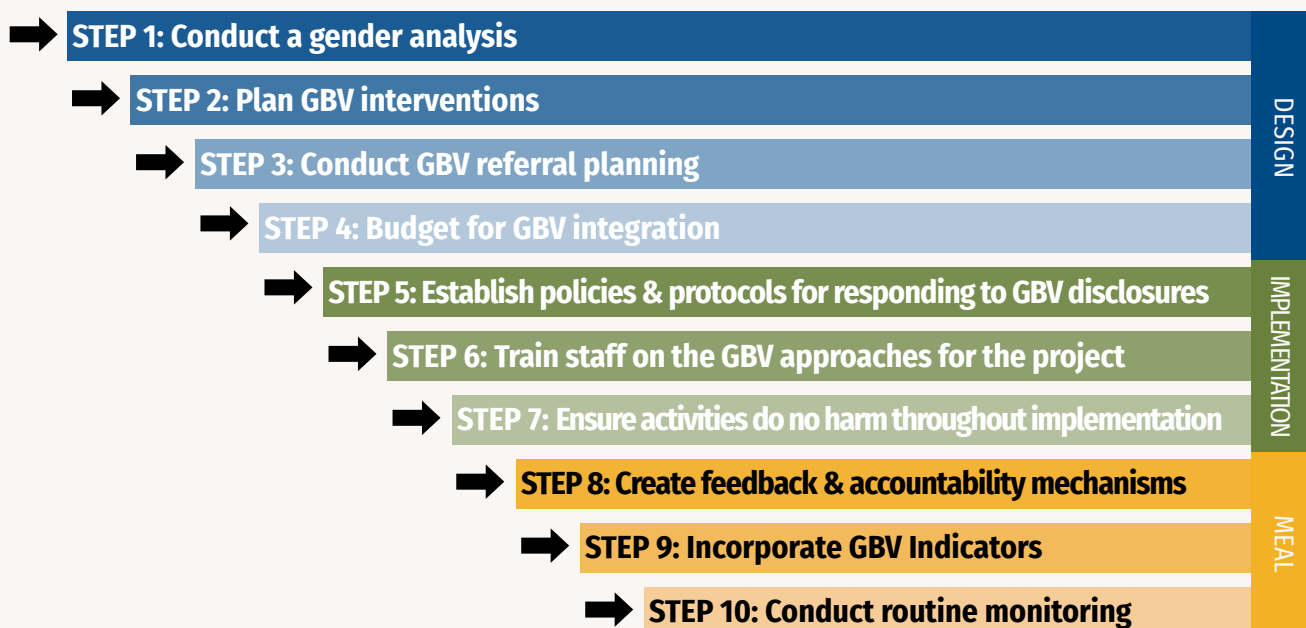 STEP 1: Conduct a gender analysis
STEP 2: Plan GBV interventions
STEP 3: Conduct GBV referral planning
STEP 4: Budget for GBV integration
DESIGN
STEP 5: Establish policies & protocols for responding to GBV disclosures
STEP 6: Train staff on the GBV approaches for the project
STEP 7: Ensure activities do no harm throughout implementation
IMPLEMENTATION
STEP 8: Create feedback & accountability mechanisms
STEP 9: Incorporate GBV Indicators
STEP 10: Conduct routine monitoring
MEAL